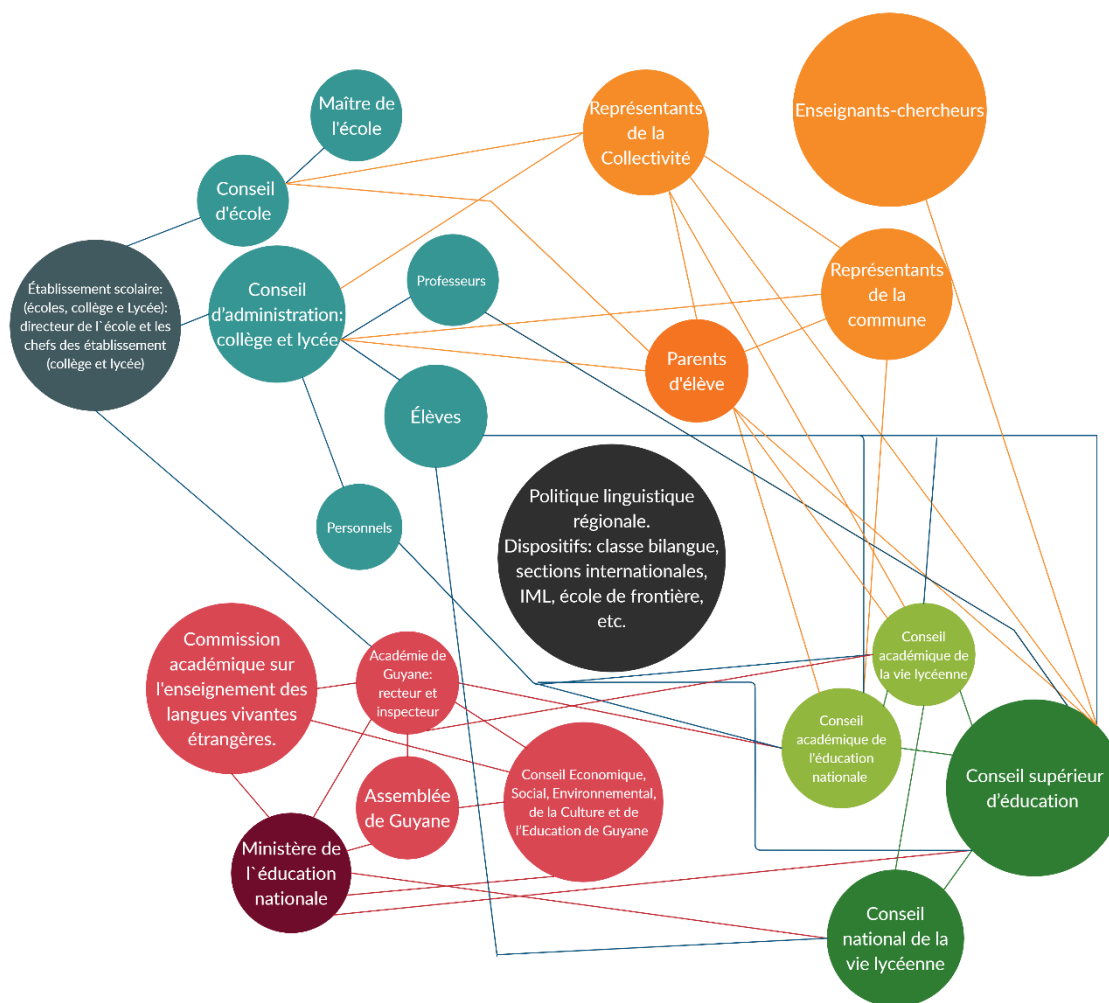 Maître de
l'école
Représentants
de la
Collectivité
Enseignants-chercheurs
Conseil
d'école
Établissement scolaire:
(écoles, collège e Lycée):
directeur de l`école et les
chefs des établissement
(collège et lycée)
Conseil
d’administration:
collège et lycée
Professeurs
Représentants
de la
commune
Parents
d'élève
Élèves
Personnels
Politique linguistique
régionale.
Dispositifs: classe bilangue,
sections internationales,
IML, école de frontière,
etc.
Commission
académique sur
l'enseignement des
langues vivantes
étrangères.
Académie de
Guyane:
recteur et
inspecteur
Conseil
académique de
la vie lycéenne
Conseil
académique de
l'éducation
nationale
Conseil supérieur
d’éducation
Assemblée
de Guyane
Conseil Economique,
Social, Environnemental,
de la Culture et de
l’Education de Guyane
Ministère de
l`éducation
nationale
Conseil
national de la
vie lycéenne